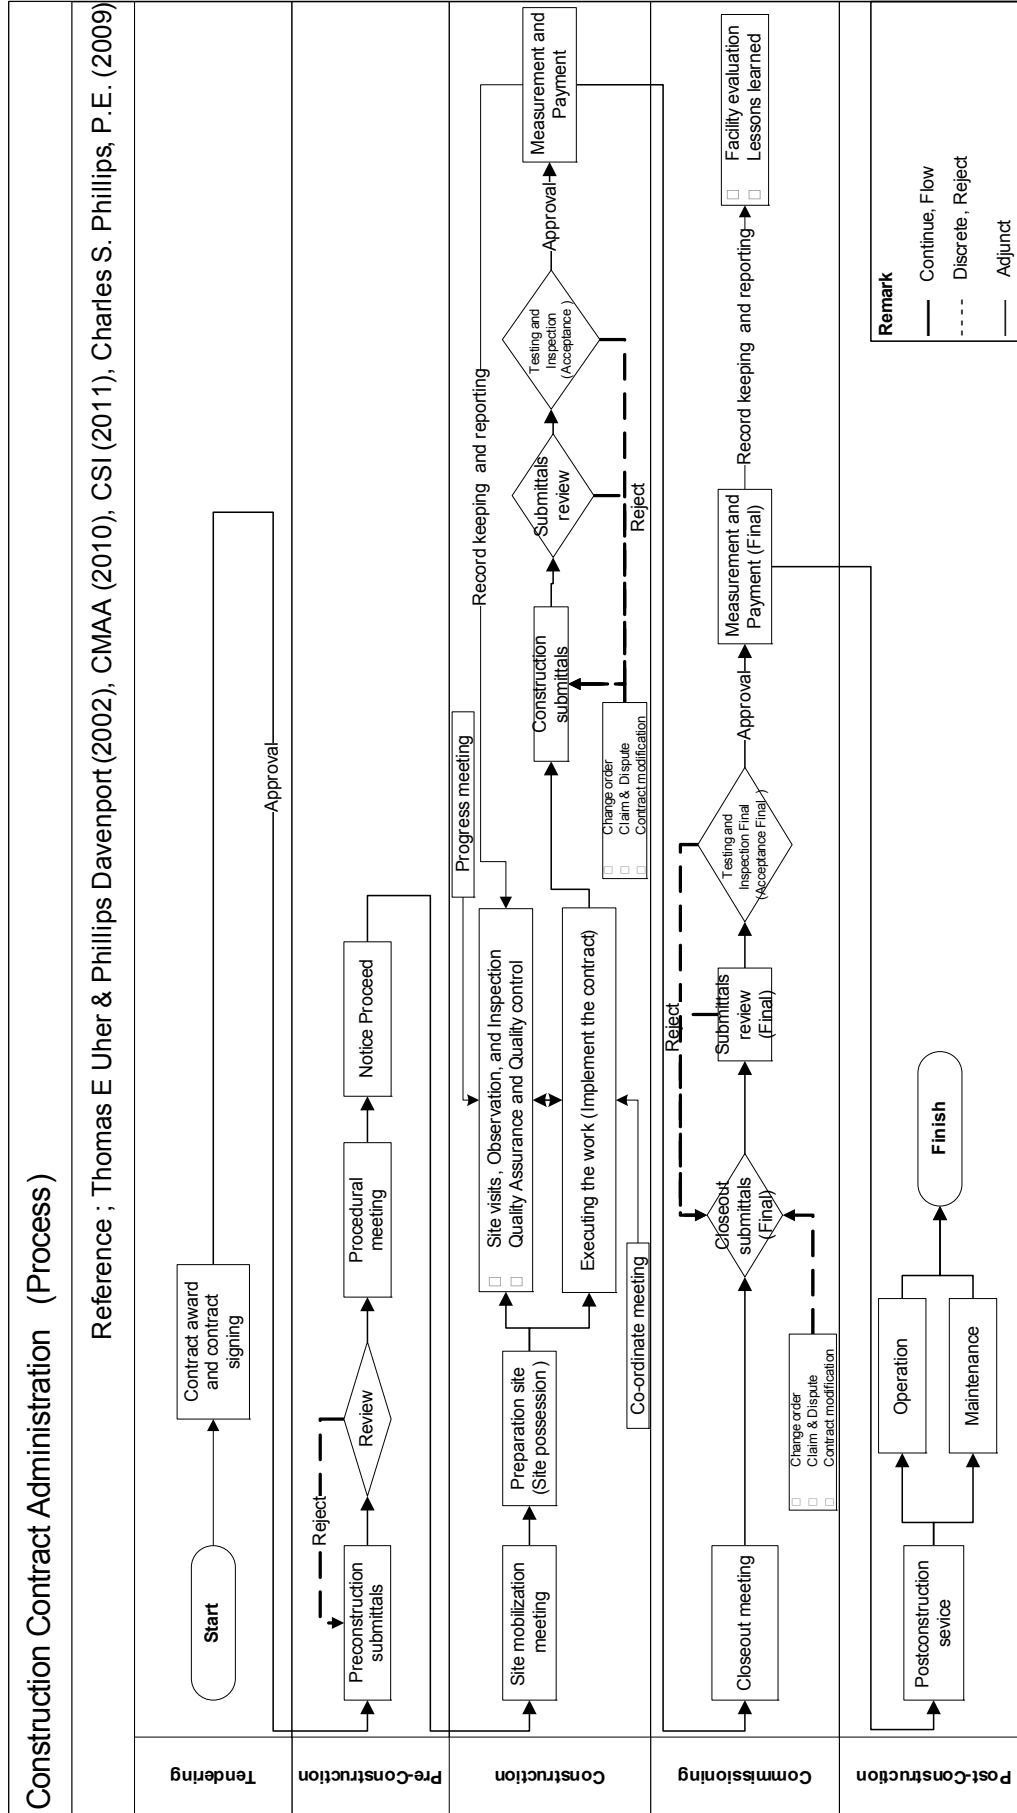 Construction Contract Administration (Process)
Reference ; Thomas E Uher & Phillips Davenport (2002), CMAA (2010), CSI (2011), Charles S. Phillips, P.E. (2009)
Tendering
Start
Contract award
and contract
signing
Approval
Pre-Construction
Preconstruction
submittals
Reject
Review
Procedural
meeting
Notice Proceed
Construction
Site mobilization
meeting
Preparation site
(Site possession )
Progress meeting
Site visits , Observation, and Inspection
Quality Assurance and Quality control
Executing the work (Implement the contract)
Co-ordinate meeting
Record keeping and reporting
Construction
submittals
Change order
Claim & Dispute
Contract modification
Submittals
review
Reject
Testing and
Inspection
(Acceptance )
Approval
Measurement and
Payment
Commissioning
Closeout meeting
Change order
Claim & Dispute
Contract modification
Closeout
submittals
(Final)
Reject
Submittals
review
(Final)
Testing and
Inspection Final
(Acceptance Final )
Approval
Measurement and
Payment (Final)
Record keeping and reporting
Facility evaluation
Lessons learned
Post-Construction
Postconstruction
sevice
Operation
Maintenance
Finish
Remark
Continue, Flow
Discrete , Reject
Adjunct